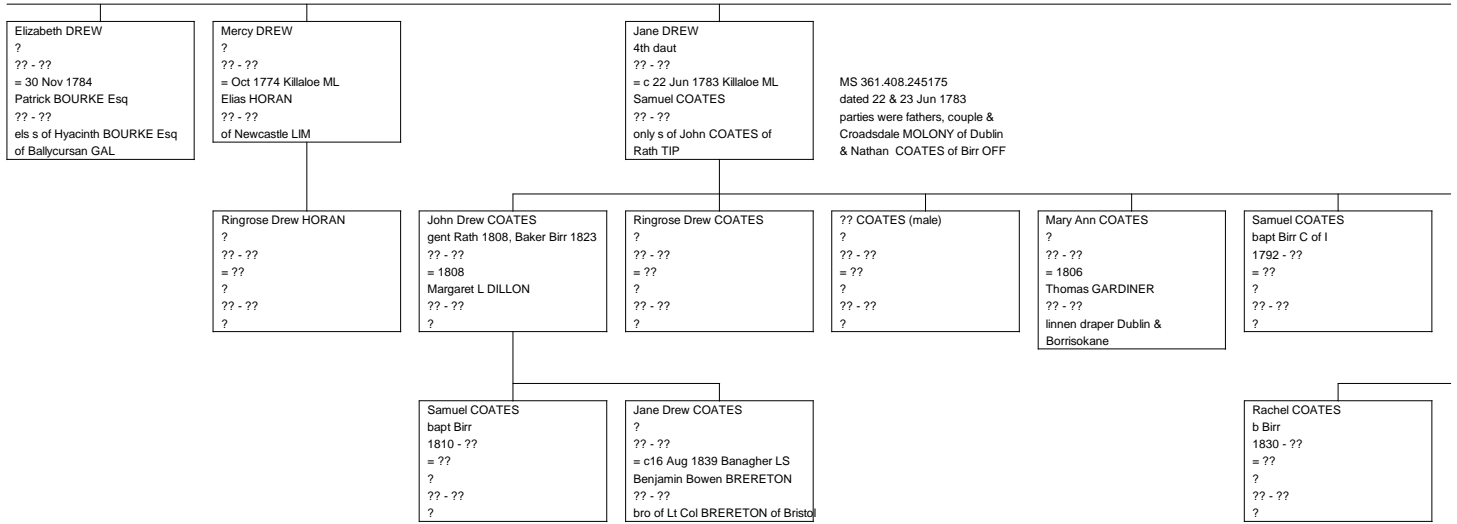 Elizabeth DREW
?
?? - ??
= 30 Nov 1784
Patrick BOURKE Esq
?? - ??
els s of Hyacinth BOURKE Esq
of Ballycursan GAL
Mercy DREW
?
?? - ??
= Oct 1774 Killaloe ML
Elias HORAN
?? - ??
of Newcastle LIM
Jane DREW
4th daut
?? - ??
= c 22 Jun 1783 Killaloe ML
Samuel COATES
?? - ??
only s of John COATES of
Rath TIP
MS 361.408.245175
dated 22 & 23 Jun 1783
parties were fathers, couple &
Croadsdale MOLONY of Dublin
& Nathan COATES of Birr OFF
Ringrose Drew HORAN
?
?? - ??
= ??
?
?? - ??
?
John Drew COATES
gent Rath 1808, Baker Birr 1823
?? - ??
= 1808
Margaret L DILLON
?? - ??
?
Ringrose Drew COATES
?
?? - ??
= ??
?
?? - ??
?
?? COATES (male)
?
?? - ??
= ??
?
?? - ??
?
Mary Ann COATES
?
?? - ??
= 1806
Thomas GARDINER
?? - ??
linnen draper Dublin &
Borrisokane
Samuel COATES
bapt Birr C of I
1792 - ??
= ??
?
?? - ??
?
Samuel COATES
bapt Birr
1810 - ??
= ??
?
?? - ??
?
Jane Drew COATES
?
?? - ??
= c16 Aug 1839 Banagher LS
Benjamin Bowen BRERETON
?? - ??
bro of Lt Col BRERETON of Bristol
Rachel COATES
b Birr
1830 - ??
= ??
?
?? - ??
?